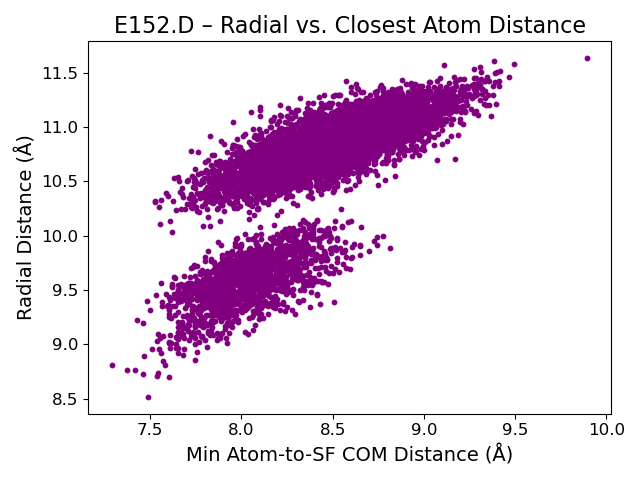 E152.D – Radial vs. Closest Atom Distance
Radial Distance (Å)
11.5
11.0
10.5
10.0
9.5
9.0
8.5
7.5 8.0 8.5 9.0 9.5 10.0
Min Atom-to-SF COM Distance (Å)